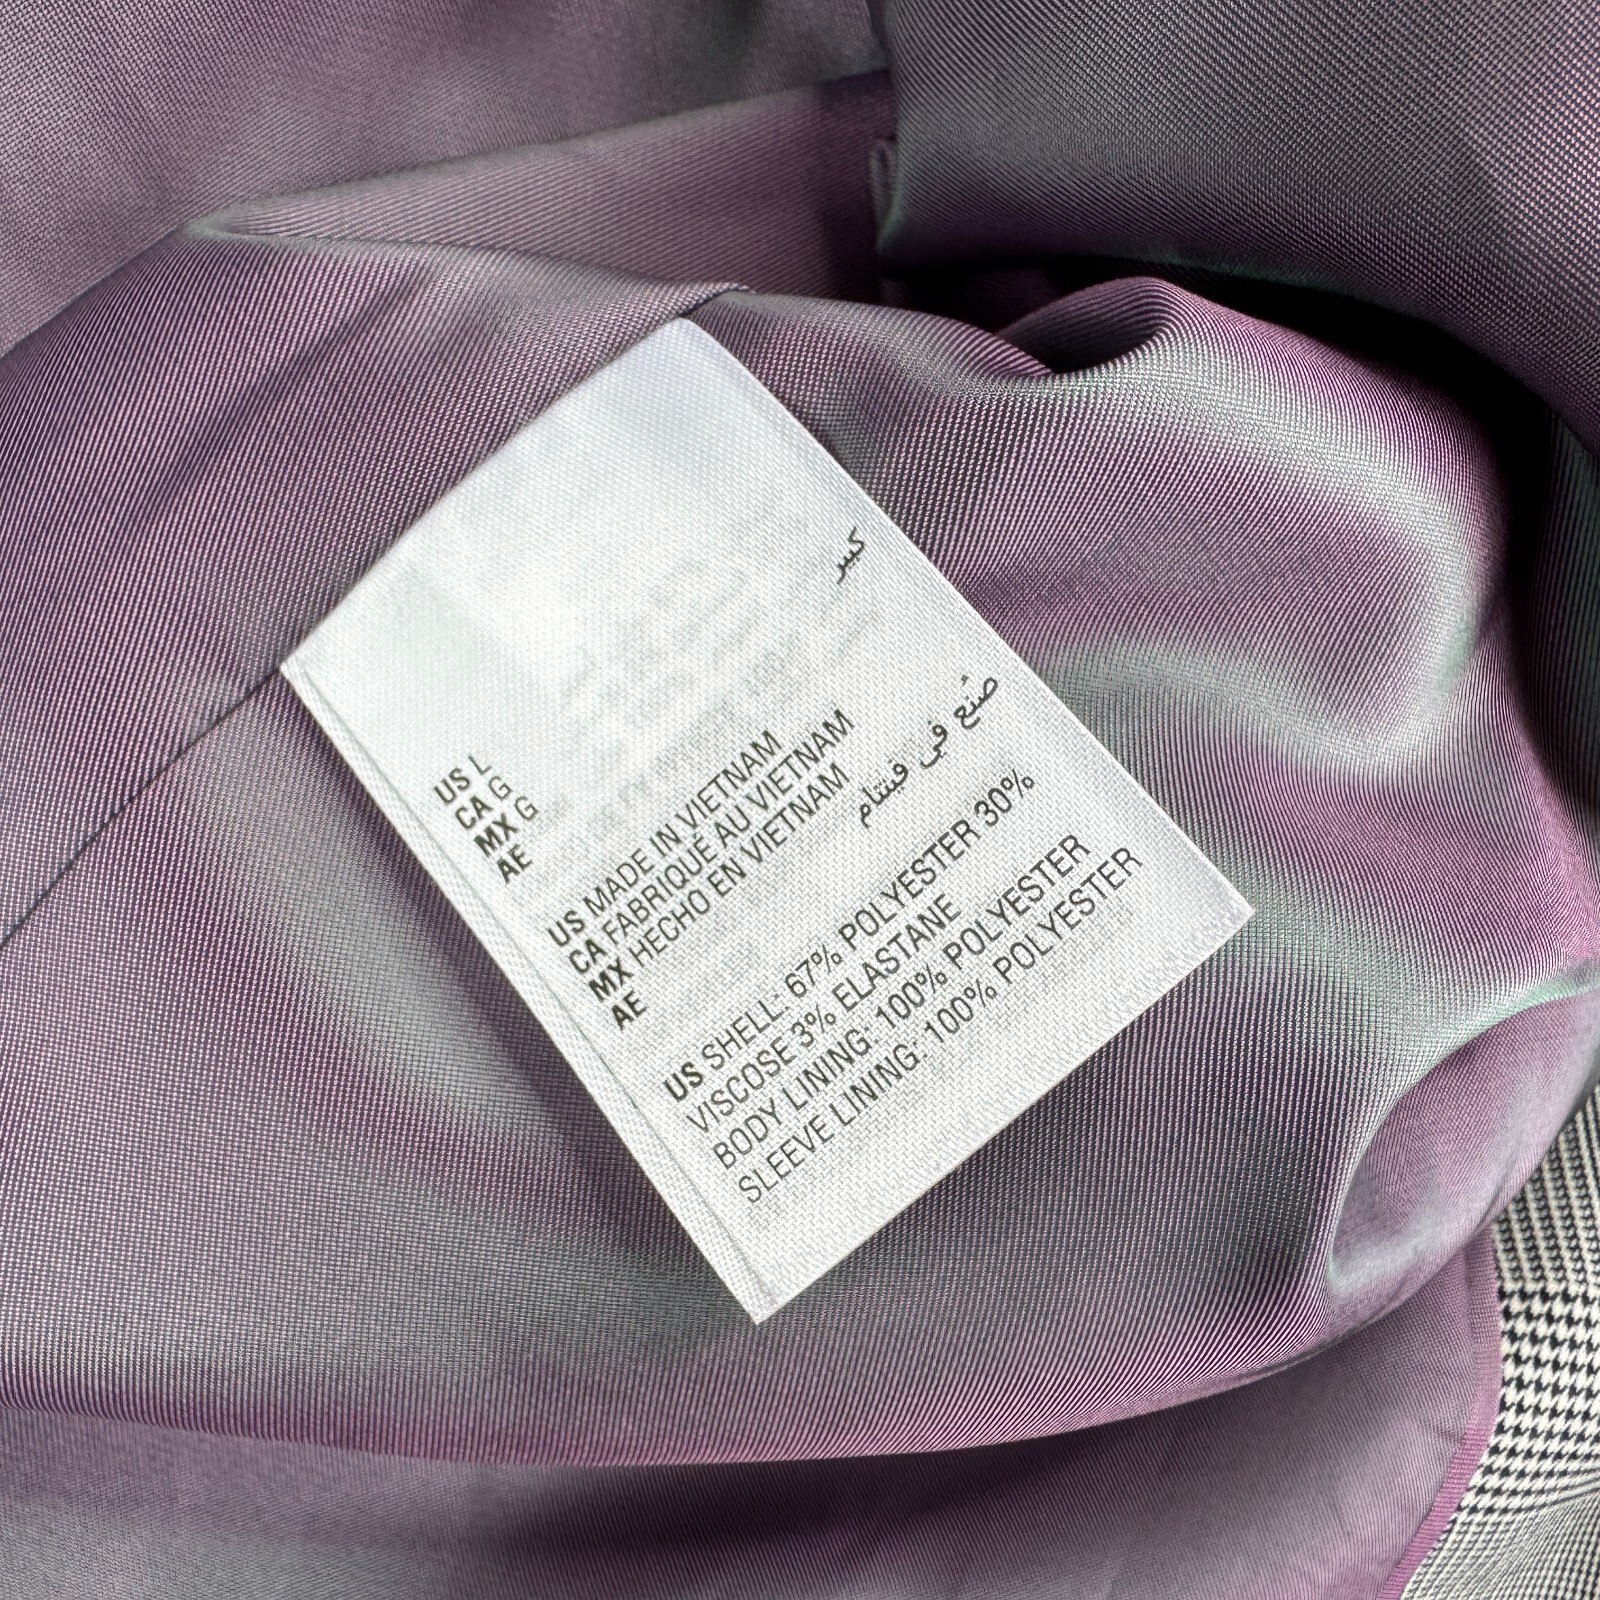 US L
CA G
MX G
AE كبير
US MADE IN VIETNAM
CA FABRIQUÉ AU VIETNAM
MX HECHO EN VIETNAM
AE صُنع في فيتنام
US SHELL: 67% POLYESTER 30%
VISCOSE 3% ELASTANE
BODY LINING: 100% POLYESTER
SLEEVE LINING: 100% POLYESTER